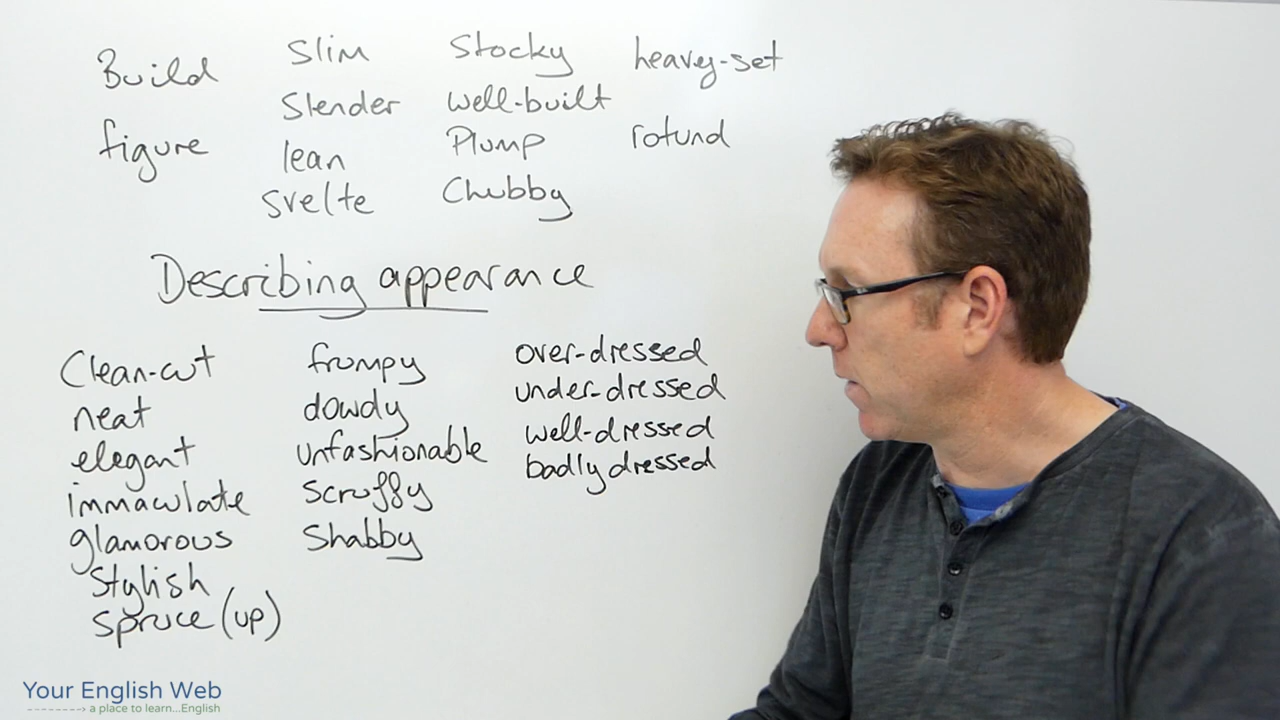 Build
figure
Slim
Slender
lean
svelte
Stocky
well-built
Plump
Chubby
heavey-set
rotund
Describing appearance
Clean-cut
neat
elegant
immaculate
glamorous
Stylish
spruce (up)
frumpy
dowdy
unfashionable
Scruffy
Shabby
over-dressed
under-dressed
well-dressed
badly dressed
Your English Web
a place to learn...English